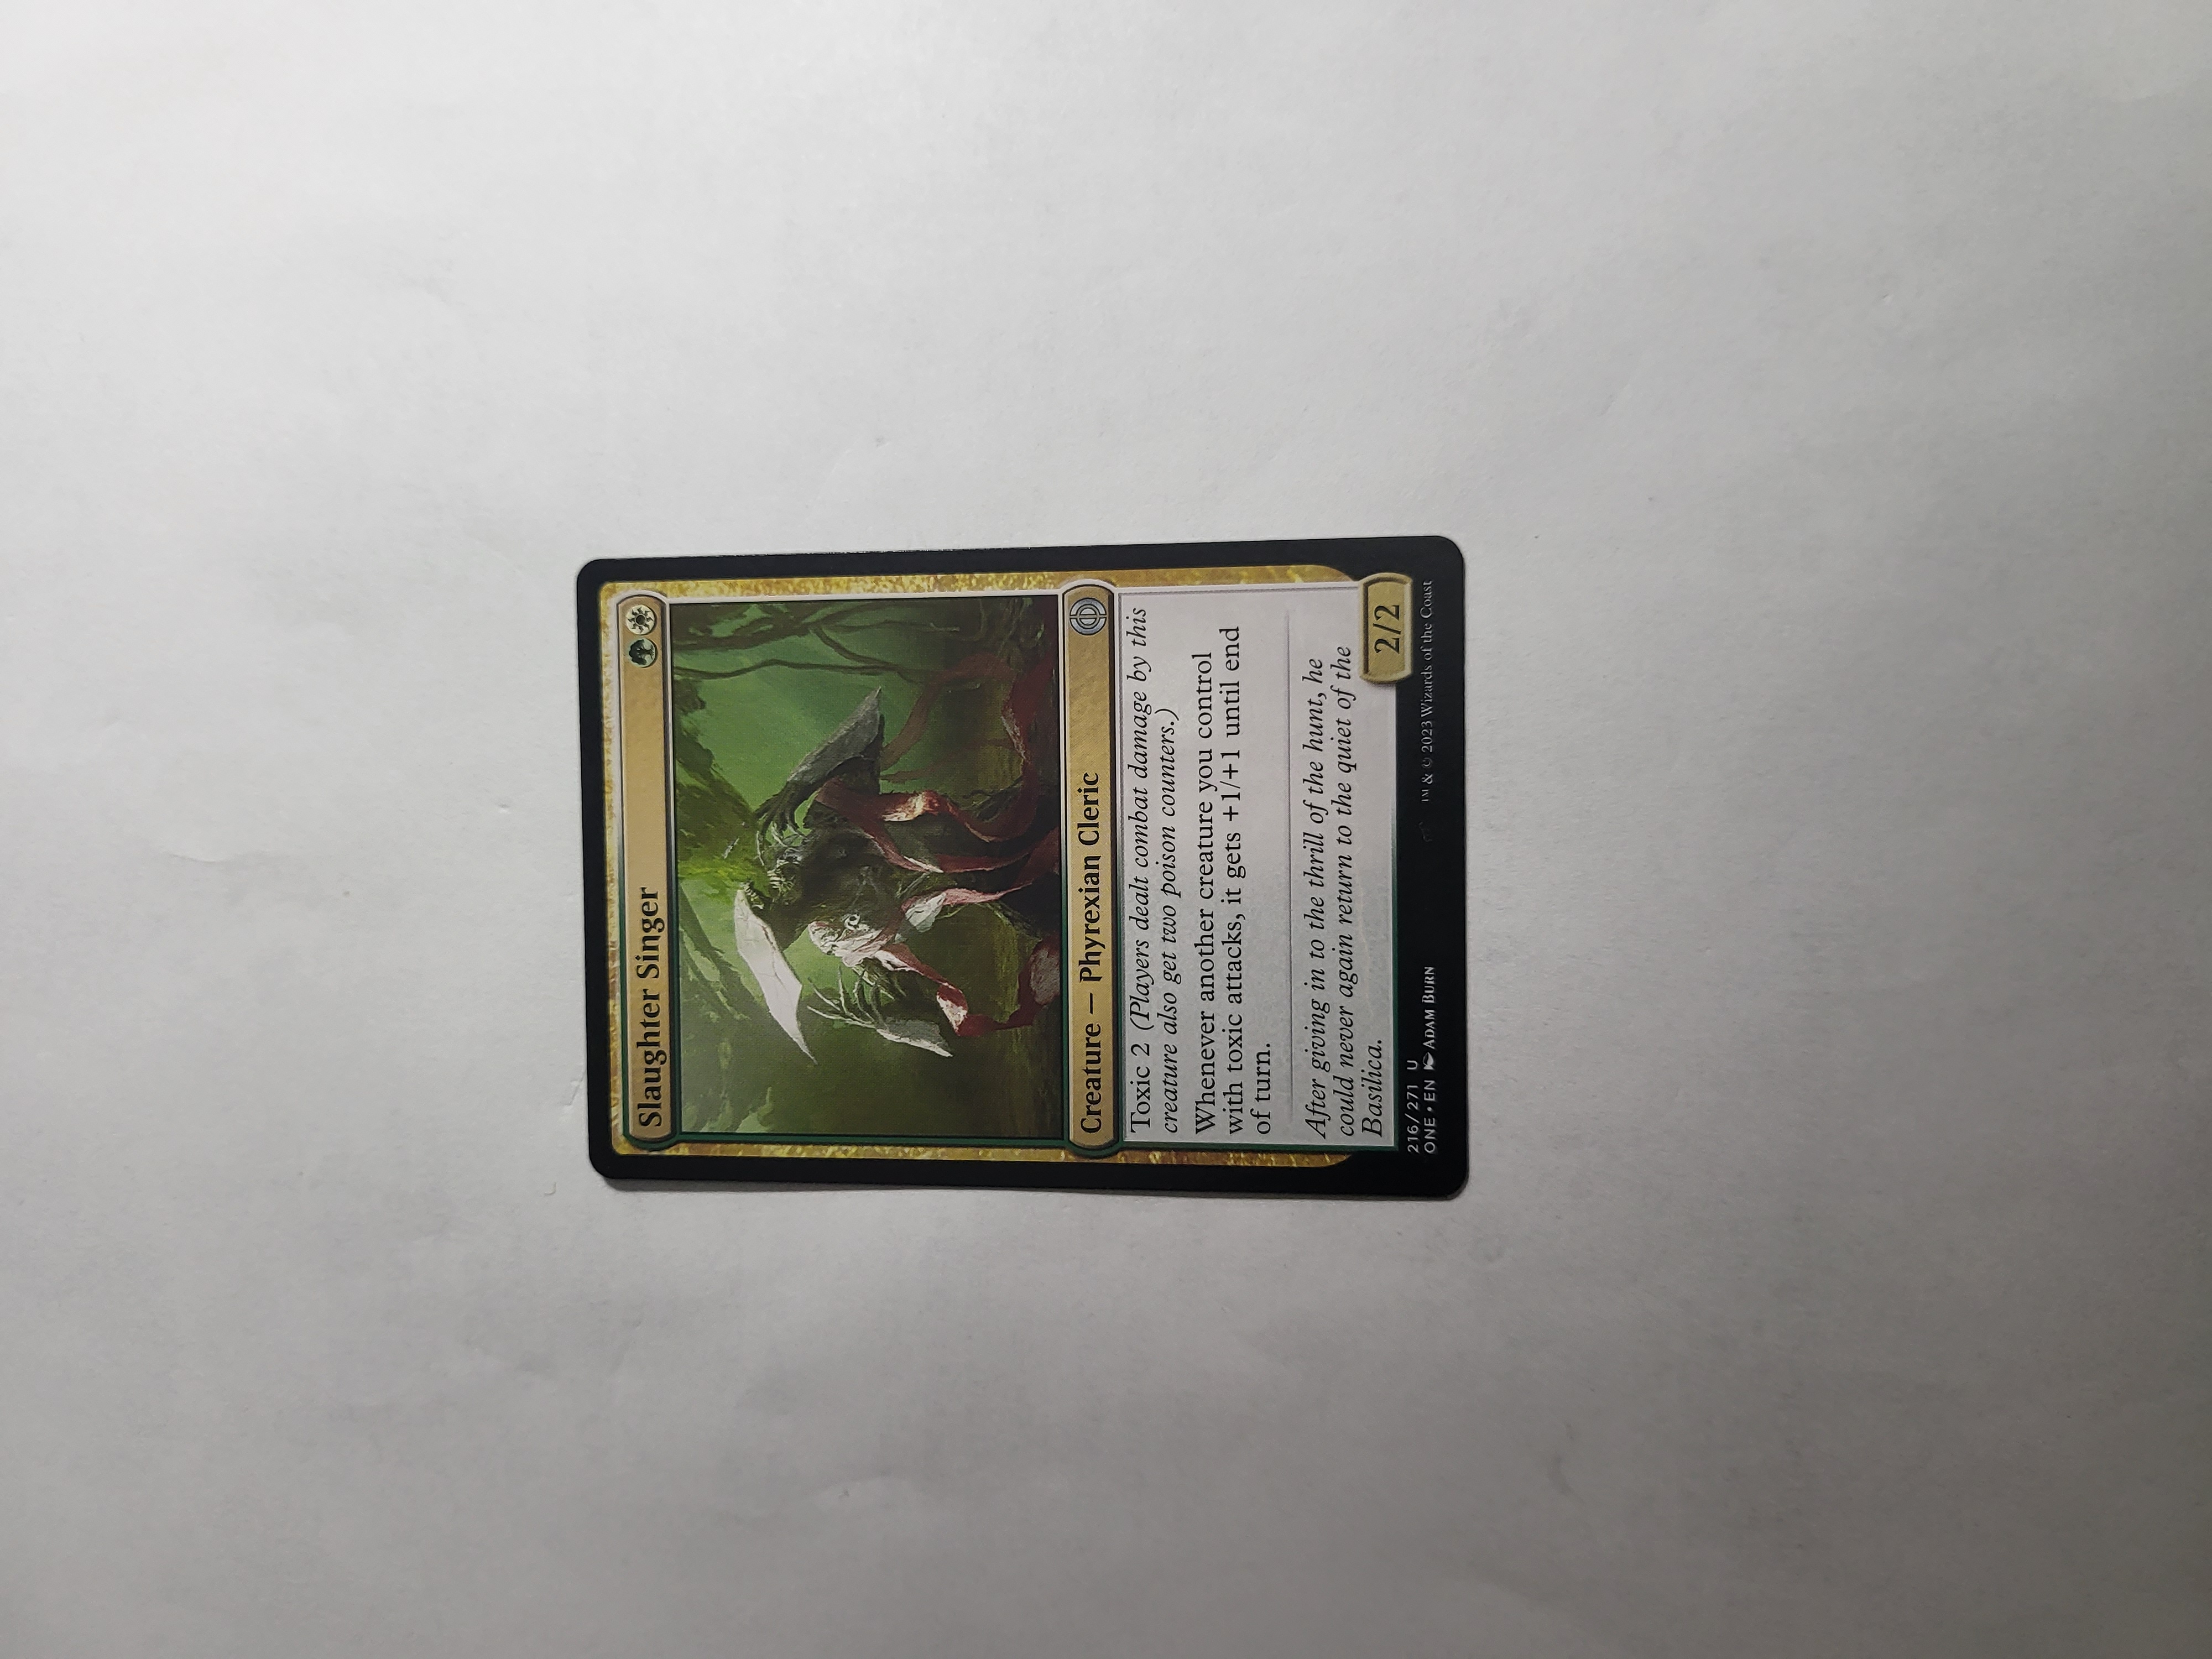 Slaughter Singer
Creature — Phyrexian Cleric
Toxic 2 (Players dealt combat damage by this
creature also get two poison counters.)
Whenever another creature you control
with toxic attacks, it gets +1/+1 until end
of turn.
After giving in to the thrill of the hunt, he
could never again return to the quiet of the
Basilica.
2/2
216/271 U
ONE • EN ADAM BURN
™ & © 2023 Wizards of the Coast